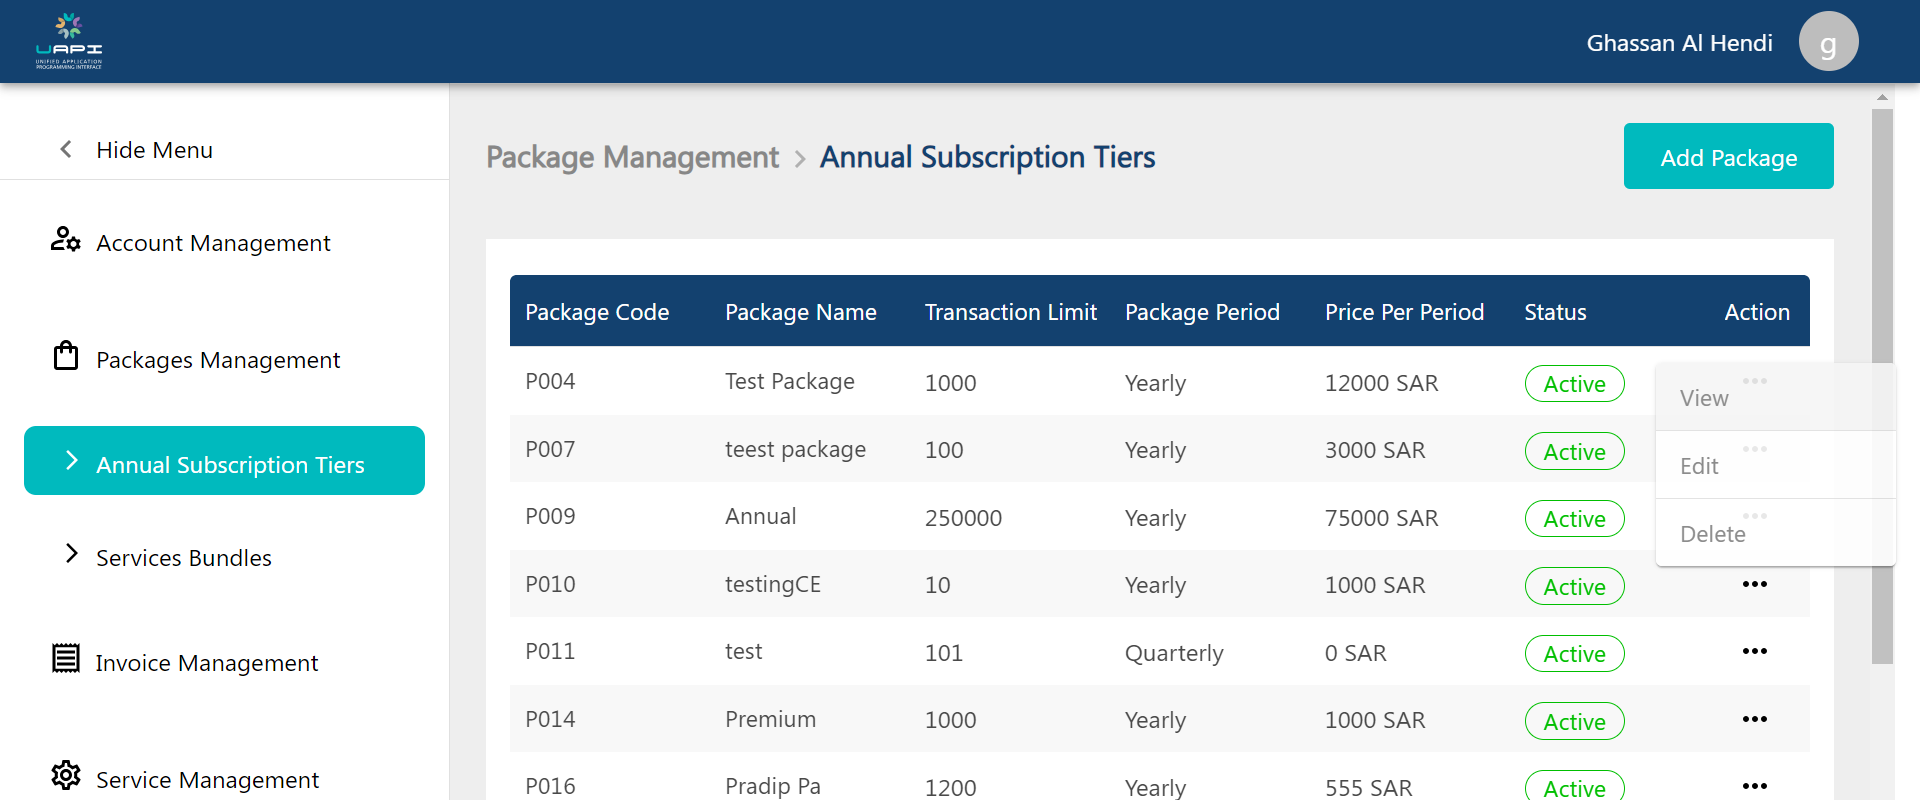 UAPI
UNIFIED APPLICATION
PROGRAMMING INTERFACE
Ghassan Al Hendi
g
Hide Menu
Account Management
Packages Management
Annual Subscription Tiers
Services Bundles
Invoice Management
Service Management
Package Management > Annual Subscription Tiers
Add Package
Package Code Package Name Transaction Limit Package Period Price Per Period Status Action
P004 Test Package 1000 Yearly 12000 SAR Active
P007 teest package 100 Yearly 3000 SAR Active
P009 Annual 250000 Yearly 75000 SAR Active
P010 testingCE 10 Yearly 1000 SAR Active
P011 test 101 Quarterly 0 SAR Active
P014 Premium 1000 Yearly 1000 SAR Active
P016 Pradip Pa 1200 Yearly 555 SAR Active
View
Edit
Delete